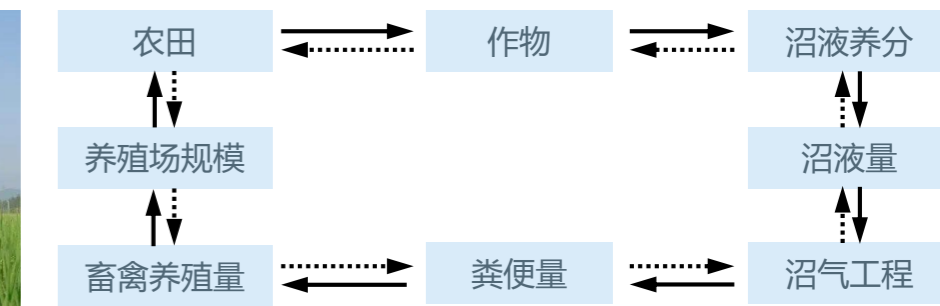 农田
作物
沼液养分
养殖场规模
沼液量
畜禽养殖量
粪便量
沼气工程